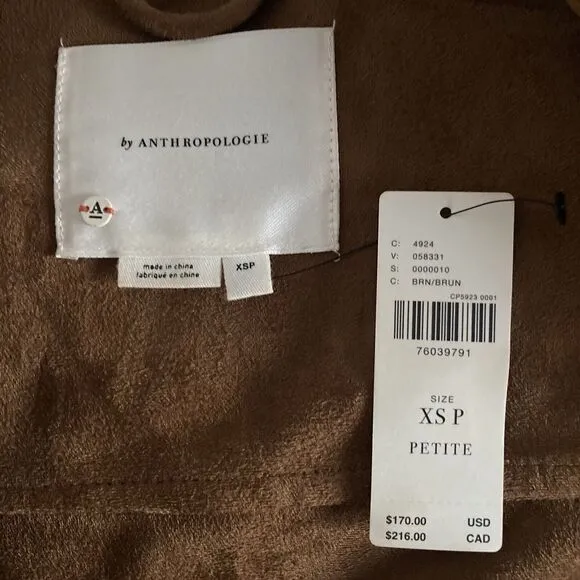 by ANTHROPOLOGIE
A
made in china
fabriqué en chine
XSP
C: 4924
V: 058331
S: 0000010
C: BRN/BRUN
CP5923 0001
76039791
SIZE
XS P
PETITE
$170.00 USD
$216.00 CAD